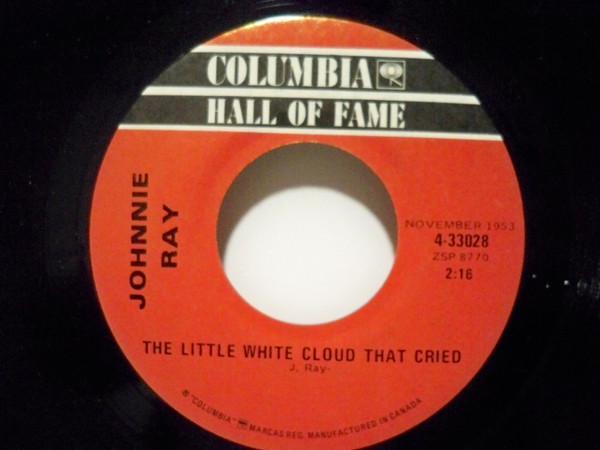 COLUMBIA
HALL OF FAME
JOHNNIE
RAY
NOVEMBER 1953
4-33028
ZSP 8770
2:16
THE LITTLE WHITE CLOUD THAT CRIED
J. Ray-
® "COLUMBIA" MARCAS REG. MANUFACTURED IN CANADA